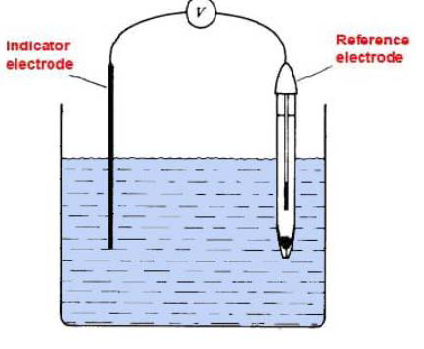 V
Indicator
electrode
Reference
electrode